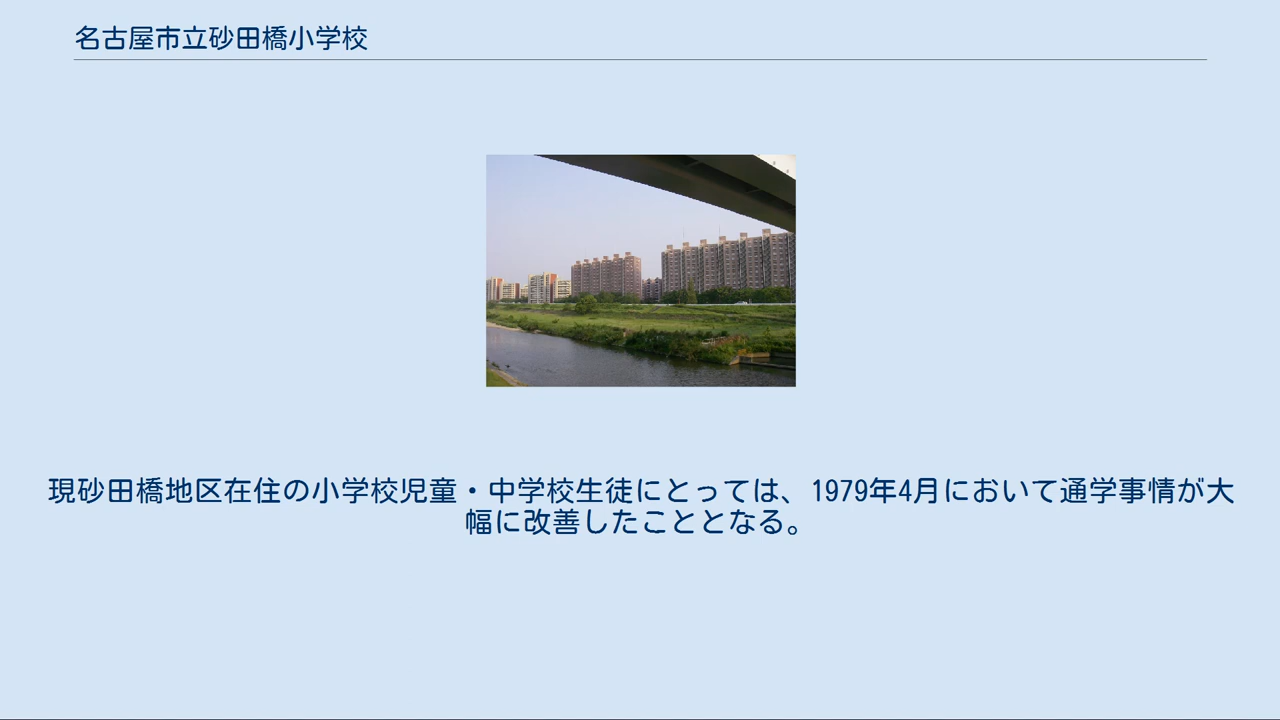 名古屋市立砂田橋小学校
現砂田橋地区在住の小学校児童・中学校生徒にとっては、1979年4月において通学事情が大
幅に改善したこととなる。